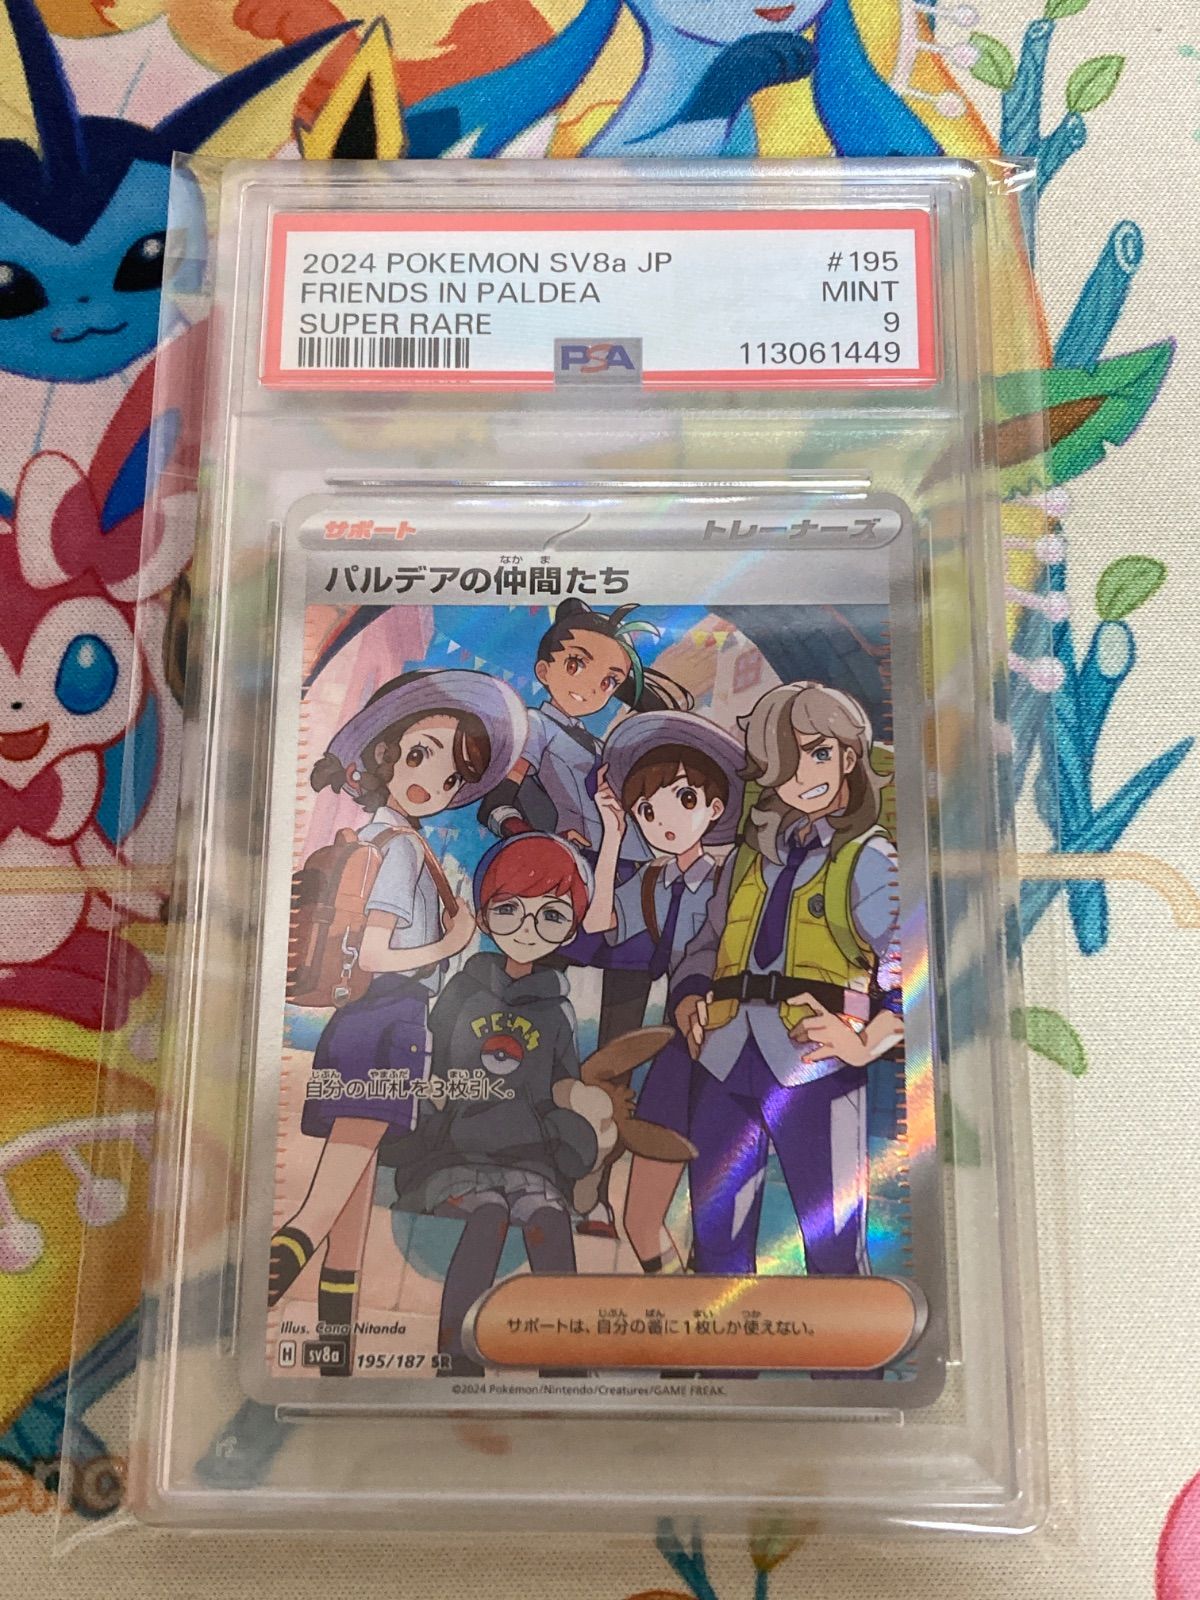 2024 POKEMON SV8a JP #195
FRIENDS IN PALDEA MINT
SUPER RARE 9
PSA 113061449
サポート トレーナーズ
なか ま
パルデアの仲間たち
じぶん やまふだ まい ひ
自分の山札を3枚引く。
じぶん ばん まい つか
サポートは、自分の番に1枚しか使えない。
Illus. Cona Nitanda
H sv8a 195/187 SR
©2024 Pokémon/Nintendo/Creatures/GAME FREAK.